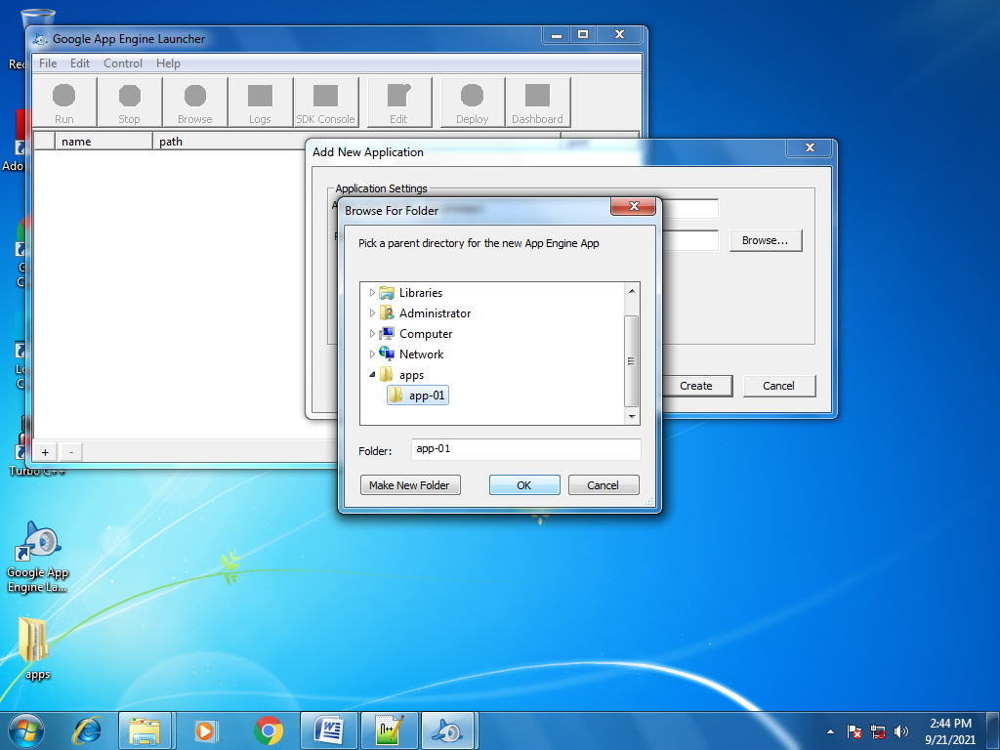 Google App Engine Launcher
File Edit Control Help
Run Stop Browse Logs SDK Console Edit Deploy Dashboard
name path
Add New Application
Application Settings
Browse...
Create Cancel
Browse For Folder
Pick a parent directory for the new App Engine App
Libraries
Administrator
Computer
Network
apps
app-01
Folder: app-01
Make New Folder OK Cancel
+ -
Turbo C++
Google App
Engine La...
apps
2:44 PM
9/21/2021